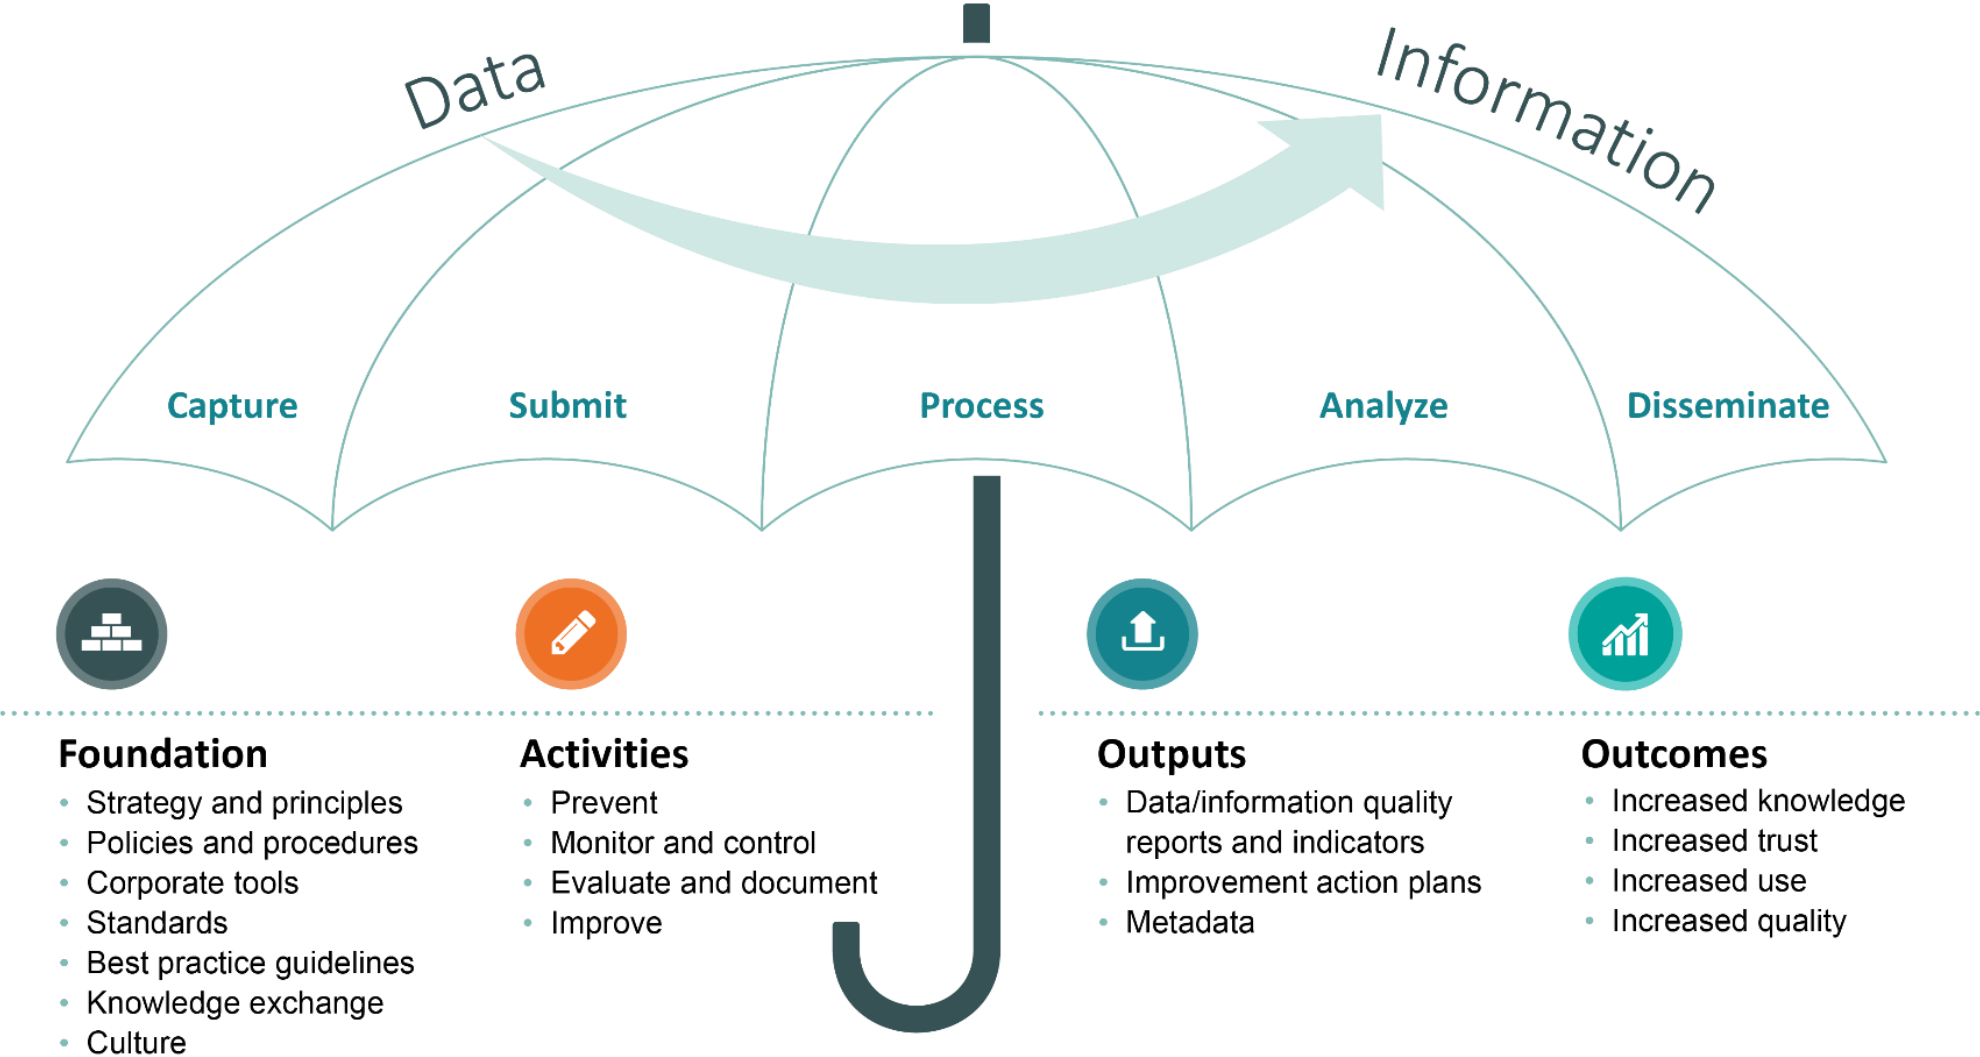 Data
Information
Capture
Submit
Process
Analyze
Disseminate
Foundation
• Strategy and principles
• Policies and procedures
• Corporate tools
• Standards
• Best practice guidelines
• Knowledge exchange
• Culture
Activities
• Prevent
• Monitor and control
• Evaluate and document
• Improve
Outputs
• Data/information quality
reports and indicators
• Improvement action plans
• Metadata
Outcomes
• Increased knowledge
• Increased trust
• Increased use
• Increased quality